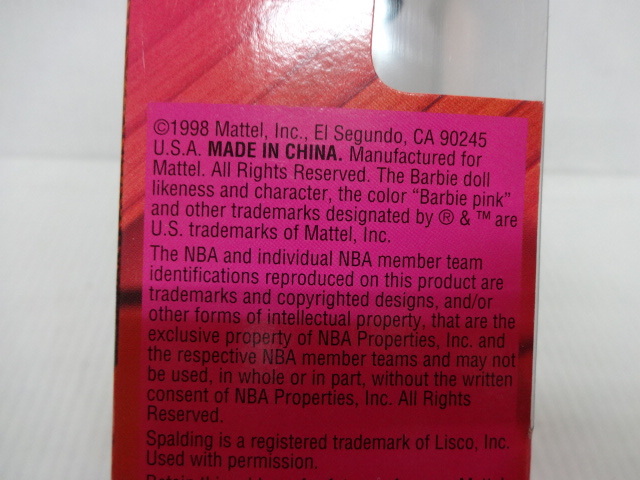 ©1998 Mattel, Inc., El Segundo, CA 90245
U.S.A. MADE IN CHINA. Manufactured for
Mattel. All Rights Reserved. The Barbie doll
likeness and character, the color “Barbie pink”
and other trademarks designated by ® & ™ are
U.S. trademarks of Mattel, Inc.
The NBA and individual NBA member team
identifications reproduced on this product are
trademarks and copyrighted designs, and/or
other forms of intellectual property, that are the
exclusive property of NBA Properties, Inc. and
the respective NBA member teams and may not
be used, in whole or in part, without the written
consent of NBA Properties, Inc. All Rights
Reserved.
Spalding is a registered trademark of Lisco, Inc.
Used with permission.